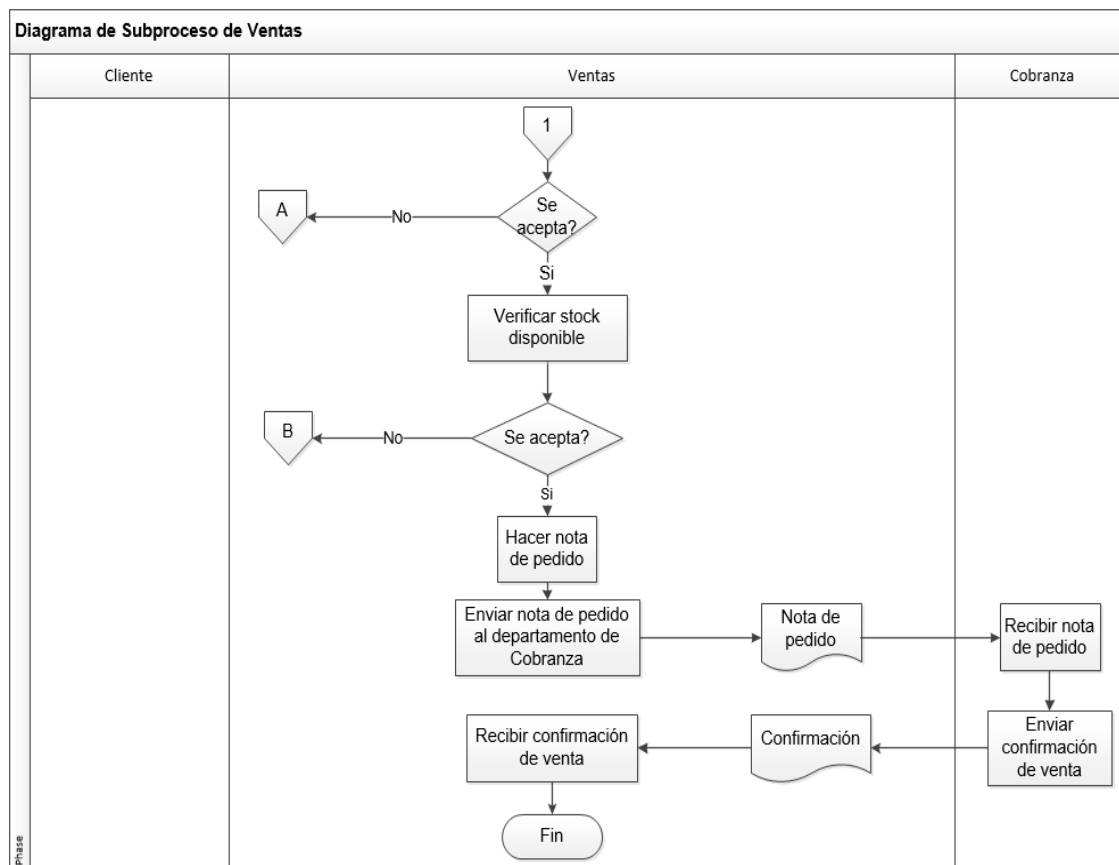 Diagrama de Subproceso de Ventas
Cliente
Ventas
Cobranza
1
Se
acepta?
No
A
Si
Verificar stock
disponible
Se acepta?
No
B
Si
Hacer nota
de pedido
Enviar nota de pedido
al departamento de
Cobranza
Nota de
pedido
Recibir nota
de pedido
Enviar
confirmación
de venta
Confirmación
Recibir confirmación
de venta
Fin
Phase